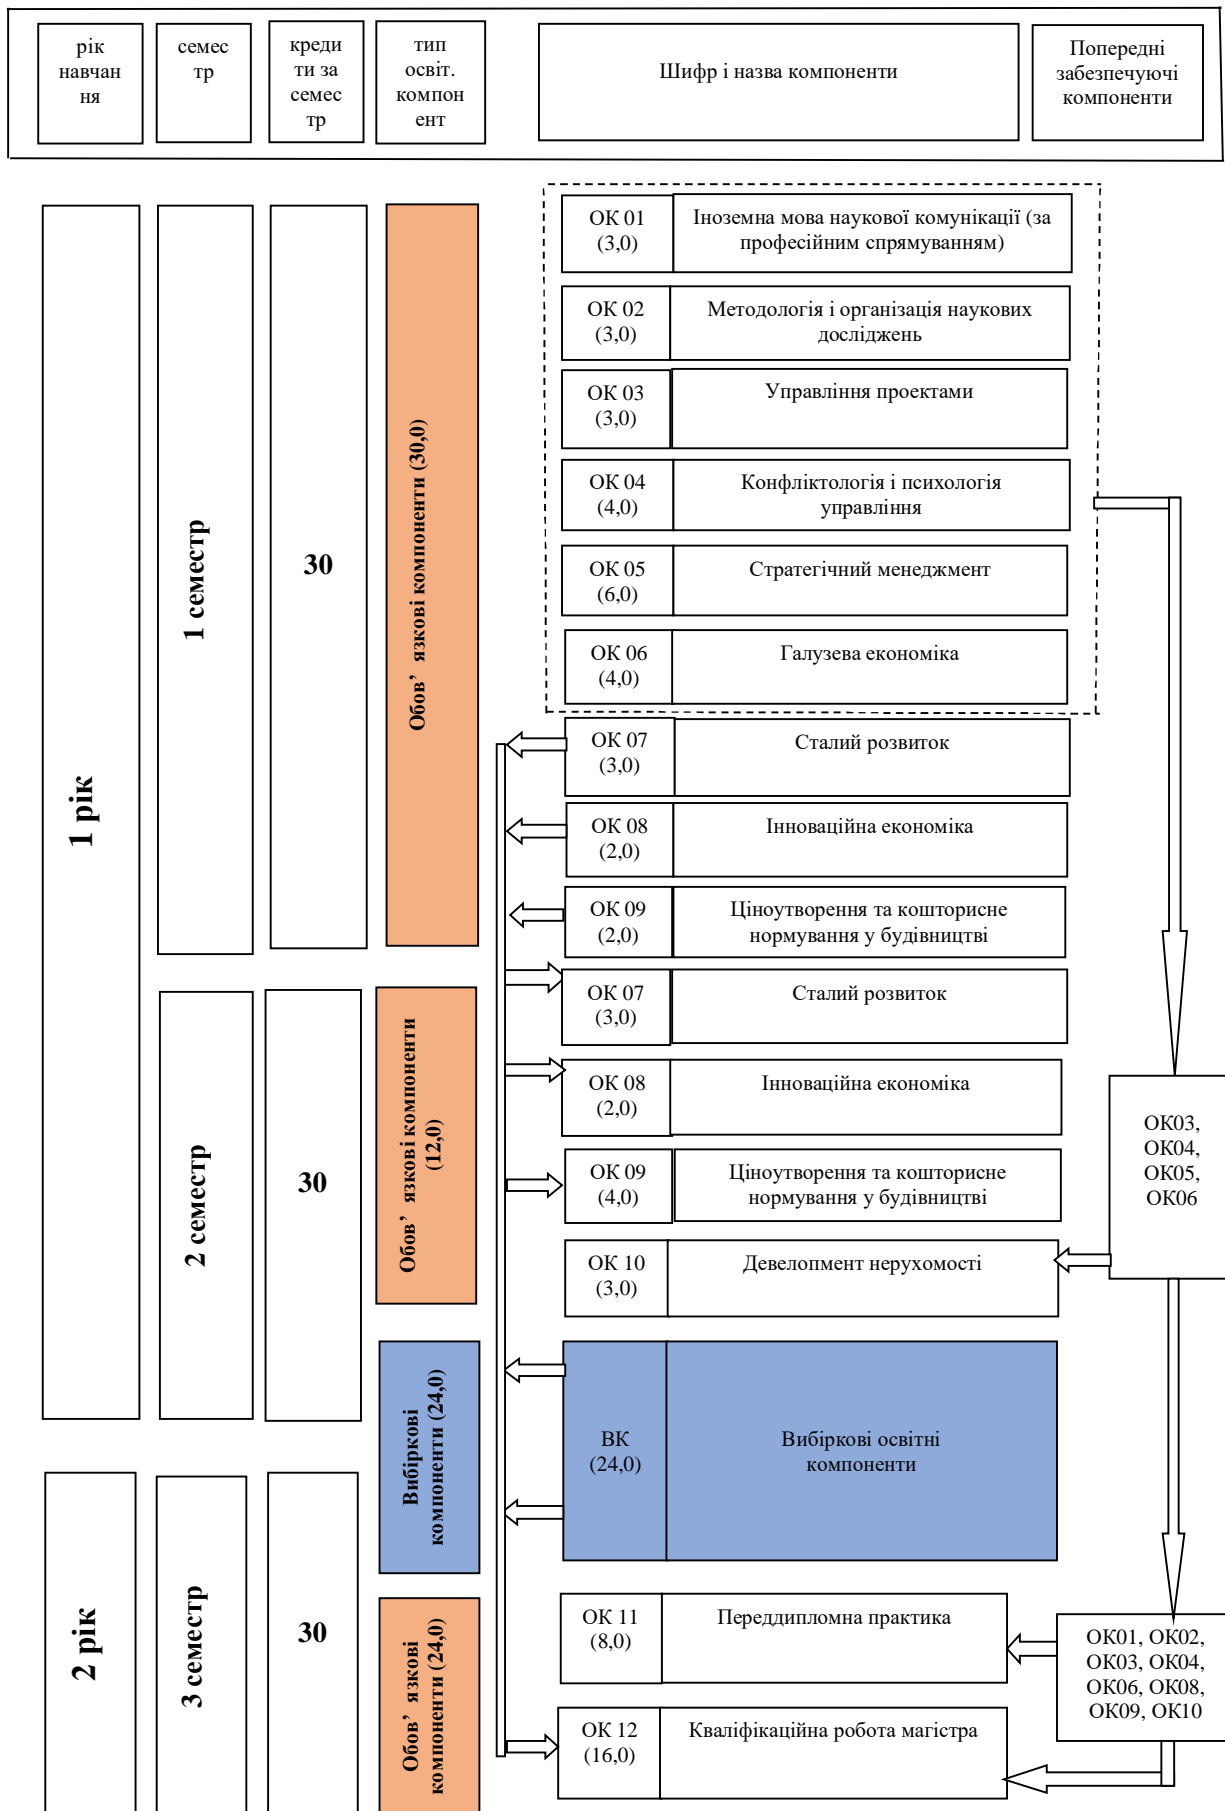 рік
навчан
ня
семес
тр
креди
ти за
семес
тр
тип
освіт.
компон
ент
Шифр і назва компоненти
Попередні
забезпечуючі
компоненти
1 рік
1 семестр
30
Обов’ язкові компоненти (30,0)
ОК 01
(3,0)
Іноземна мова наукової комунікації (за
професійним спрямуванням)
ОК 02
(3,0)
Методологія і організація наукових
досліджень
ОК 03
(3,0)
Управління проектами
ОК 04
(4,0)
Конфліктологія і психологія
управління
ОК 05
(6,0)
Стратегічний менеджмент
ОК 06
(4,0)
Галузева економіка
ОК 07
(3,0)
Сталий розвиток
ОК 08
(2,0)
Інноваційна економіка
ОК 09
(2,0)
Ціноутворення та кошторисне
нормування у будівництві
2 семестр
30
Обов’ язкові компоненти
(12,0)
ОК 07
(3,0)
Сталий розвиток
ОК 08
(2,0)
Інноваційна економіка
ОК 09
(4,0)
Ціноутворення та кошторисне
нормування у будівництві
ОК 10
(3,0)
Девелопмент нерухомості
ОК03,
ОК04,
ОК05,
ОК06
Вибіркові
компоненти (24,0)
ВК
(24,0)
Вибіркові освітні
компоненти
2 рік
3 семестр
30
Обов’ язкові
компоненти (24,0)
ОК 11
(8,0)
Переддипломна практика
ОК 12
(16,0)
Кваліфікаційна робота магістра
ОК01, ОК02,
ОК03, ОК04,
ОК06, ОК08,
ОК09, ОК10